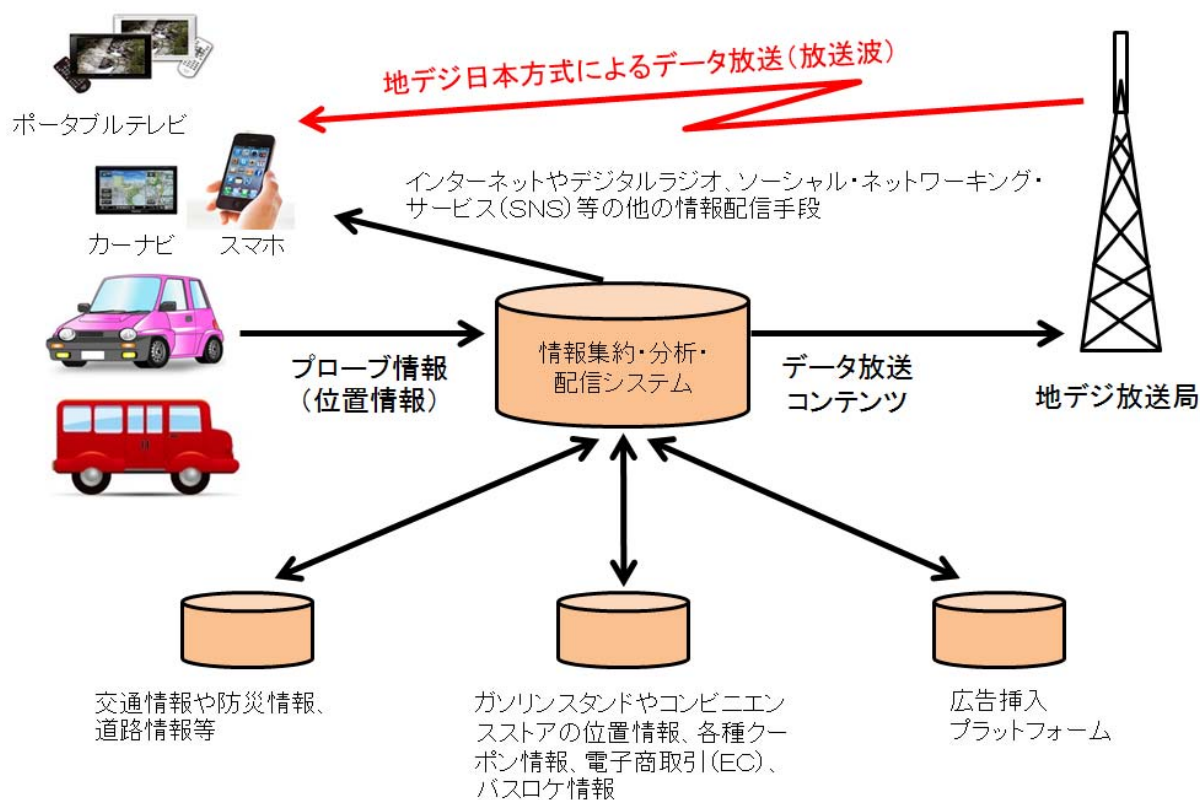 地デジ日本方式によるデータ放送（放送波）
ポータブルテレビ
インターネットやデジタルラジオ、ソーシャル・ネットワーキング・
サービス（SNS）等の他の情報配信手段
カーナビ
スマホ
情報集約・分析・
配信システム
プローブ情報
（位置情報）
データ放送
コンテンツ
地デジ放送局
交通情報や防災情報、
道路情報等
ガソリンスタンドやコンビニエン
スストアの位置情報、各種クー
ポン情報、電子商取引（EC）、
バスロケ情報
広告挿入
プラットフォーム